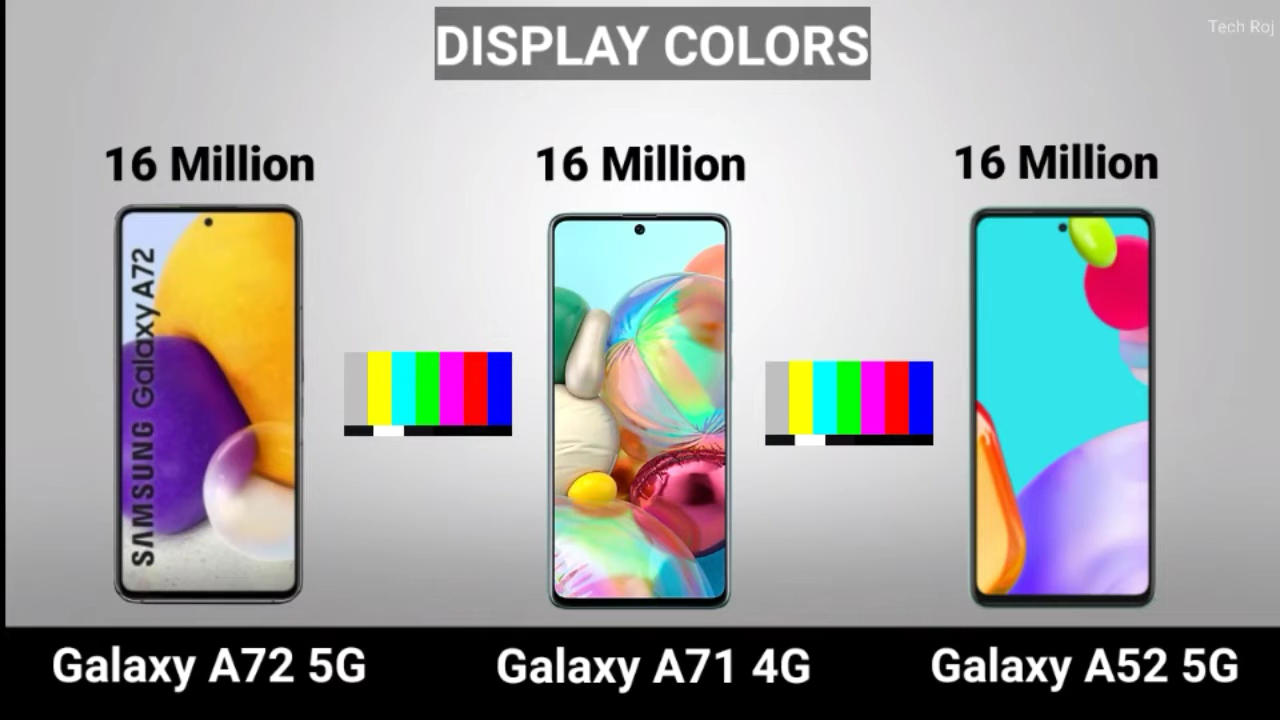 DISPLAY COLORS
Tech Roj
16 Million
16 Million
16 Million
SAMSUNG Galaxy A72
Galaxy A72 5G
Galaxy A71 4G
Galaxy A52 5G